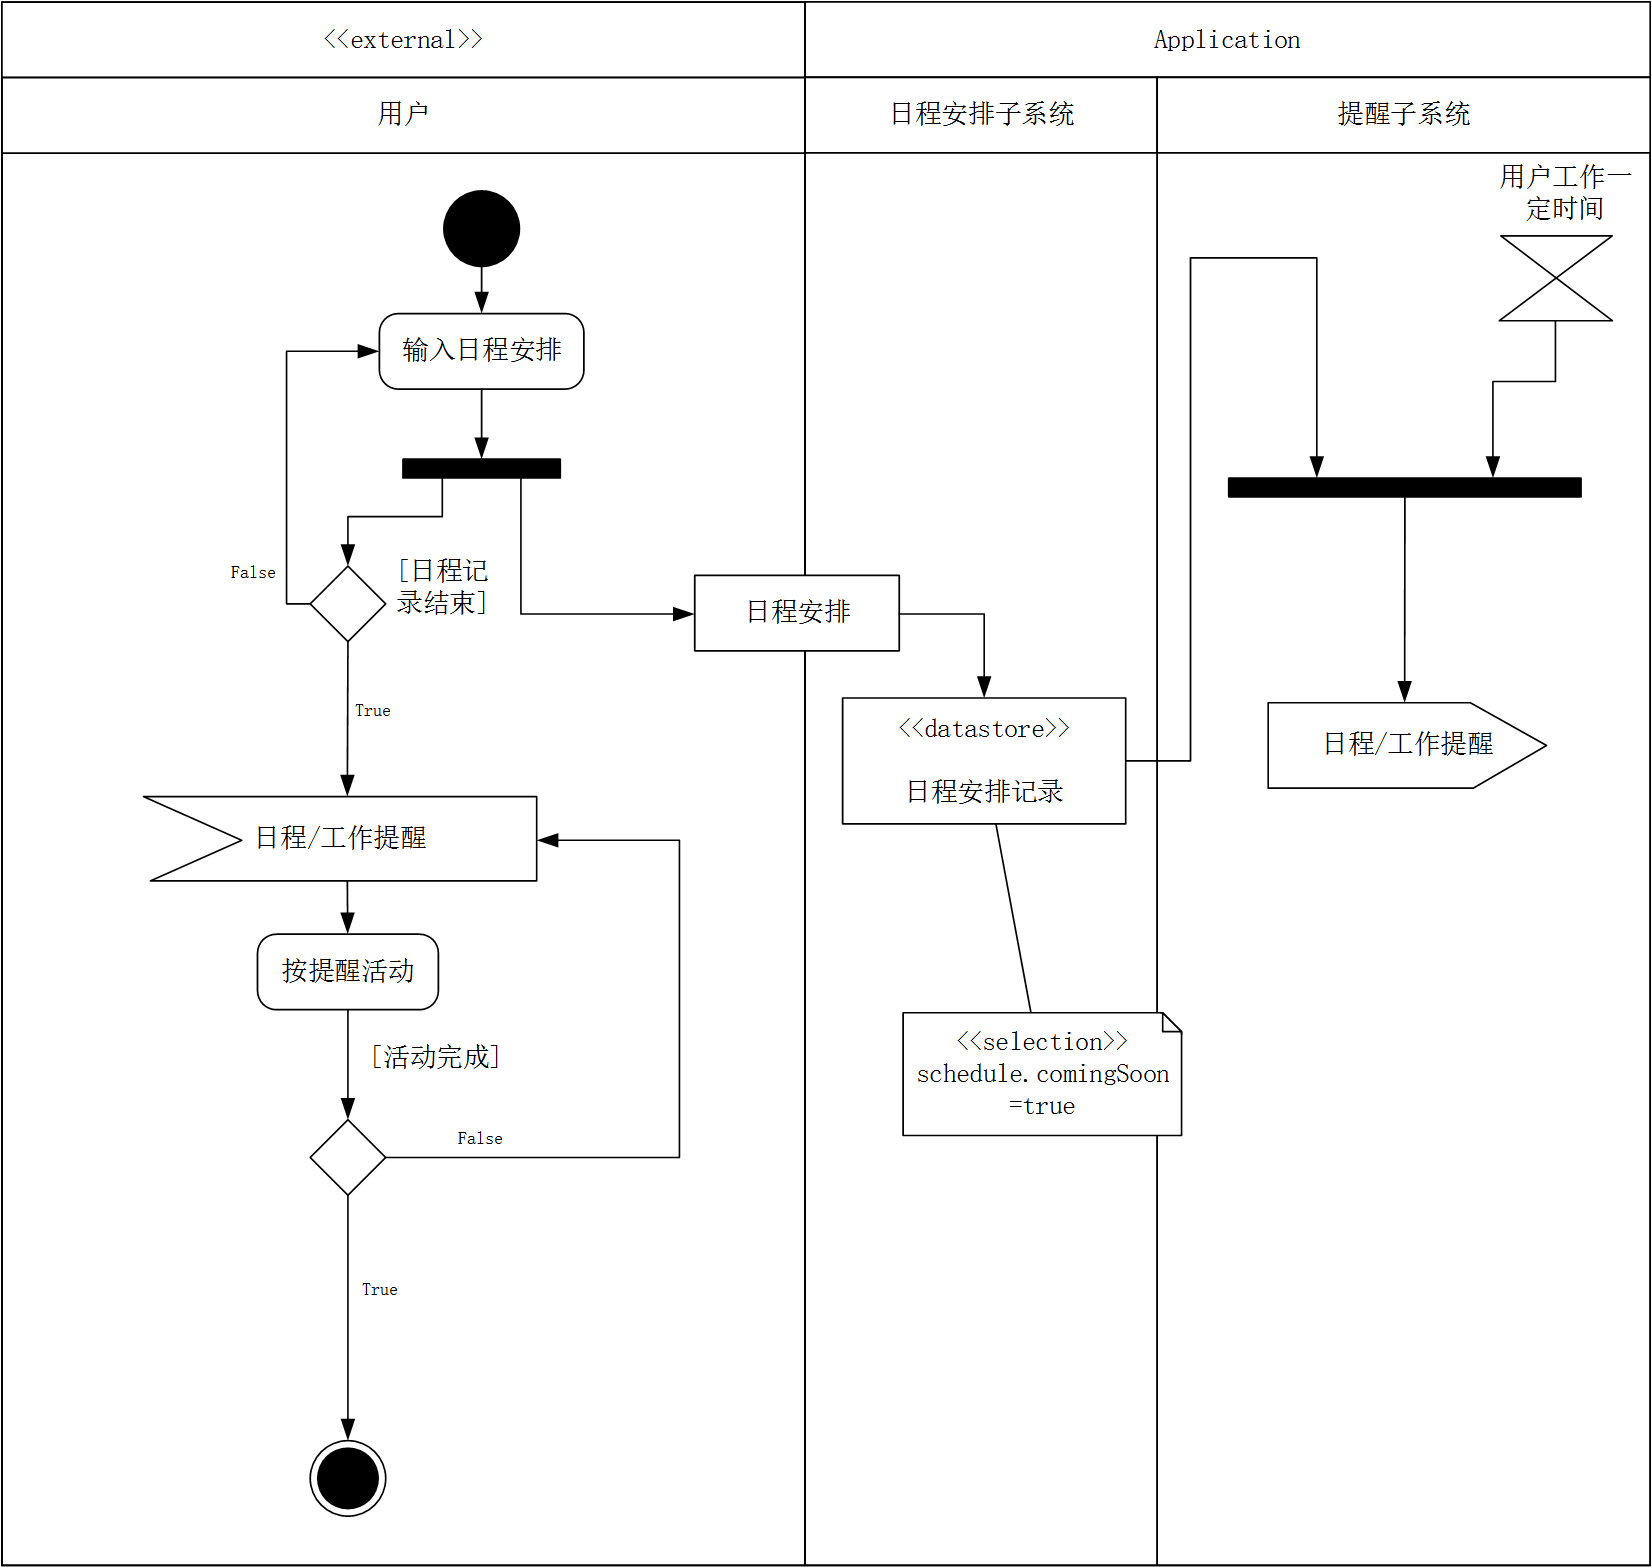 <<external>>
Application
用户
日程安排子系统
提醒子系统
用户工作一
定时间
输入日程安排
False
[日程记
录结束]
日程安排
True
<<datastore>>
日程安排记录
日程/工作提醒
日程/工作提醒
按提醒活动
[活动完成]
<<selection>>
schedule.comingSoon
=true
False
True